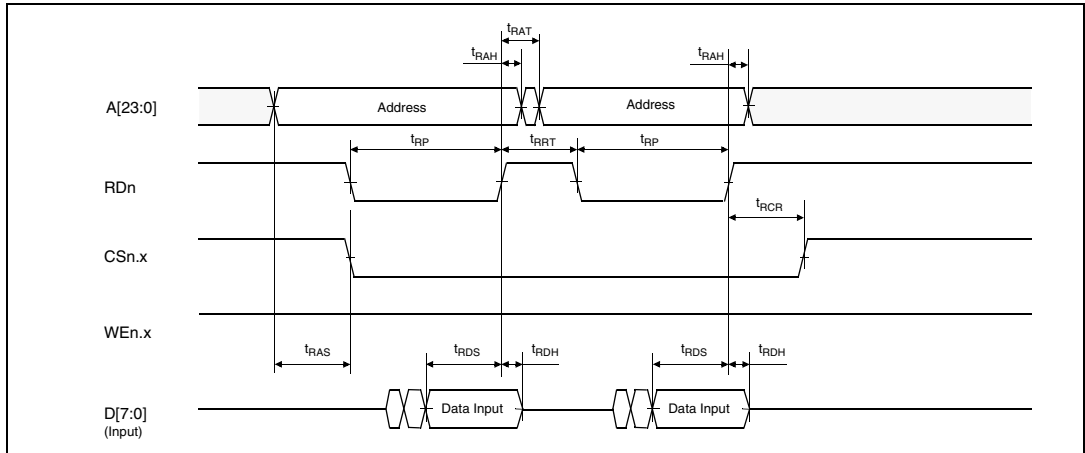 tRAT
tRAH
tRAH
A[23:0]
Address
Address
tRP
tRRT
tRP
RDn
tRCR
CSn.x
WEn.x
tRAS
tRDS
tRDH
tRDS
tRDH
D[7:0]
Data Input
Data Input
(Input)